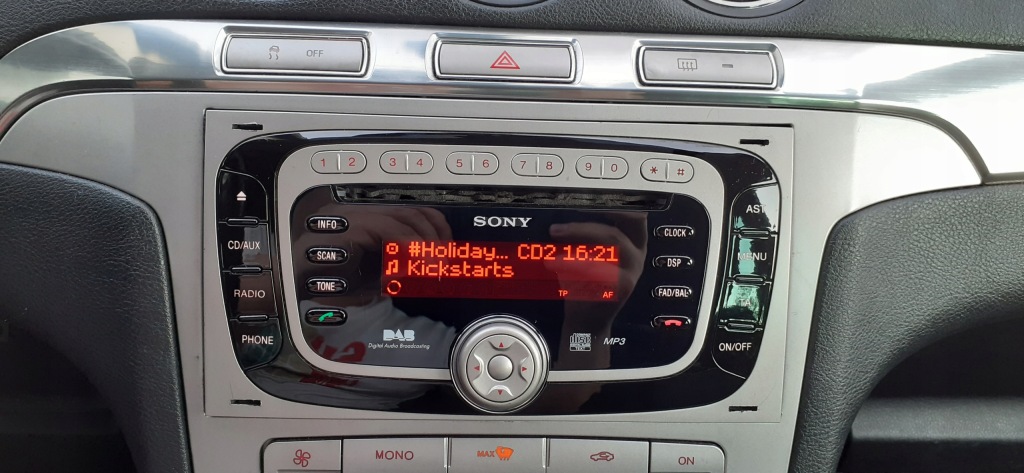 OFF
1 2 3 4 5 6 7 8 9 0 * #
SONY
INFO
CD/AUX
SCAN
RADIO
TONE
PHONE
#Holiday... CD2 16:21
Kickstarts
TP AF
CLOCK
AST
DSP
MENU
FAD/BAL
ON/OFF
DAB
Digital Audio Broadcasting
MP3
MONO
MAX
ON